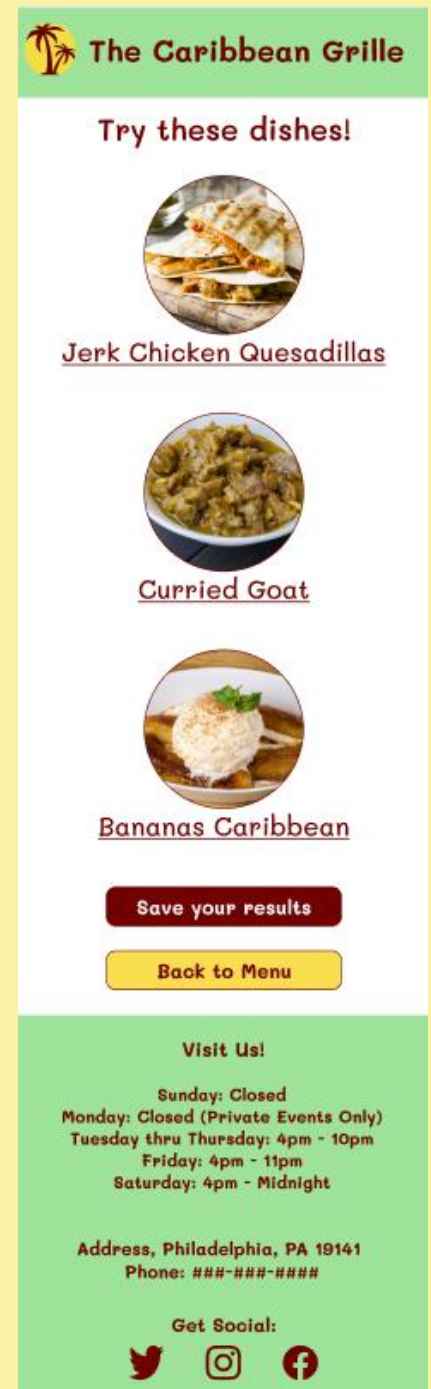 The Caribbean Grille
Try these dishes!
Jerk Chicken Quesadillas
Curried Goat
Bananas Caribbean
Save your results
Back to Menu
Visit Us!
Sunday: Closed
Monday: Closed (Private Events Only)
Tuesday thru Thursday: 4pm - 10pm
Friday: 4pm - 11pm
Saturday: 4pm - Midnight
Address, Philadelphia, PA 19141
Phone: ###-###-####
Get Social: